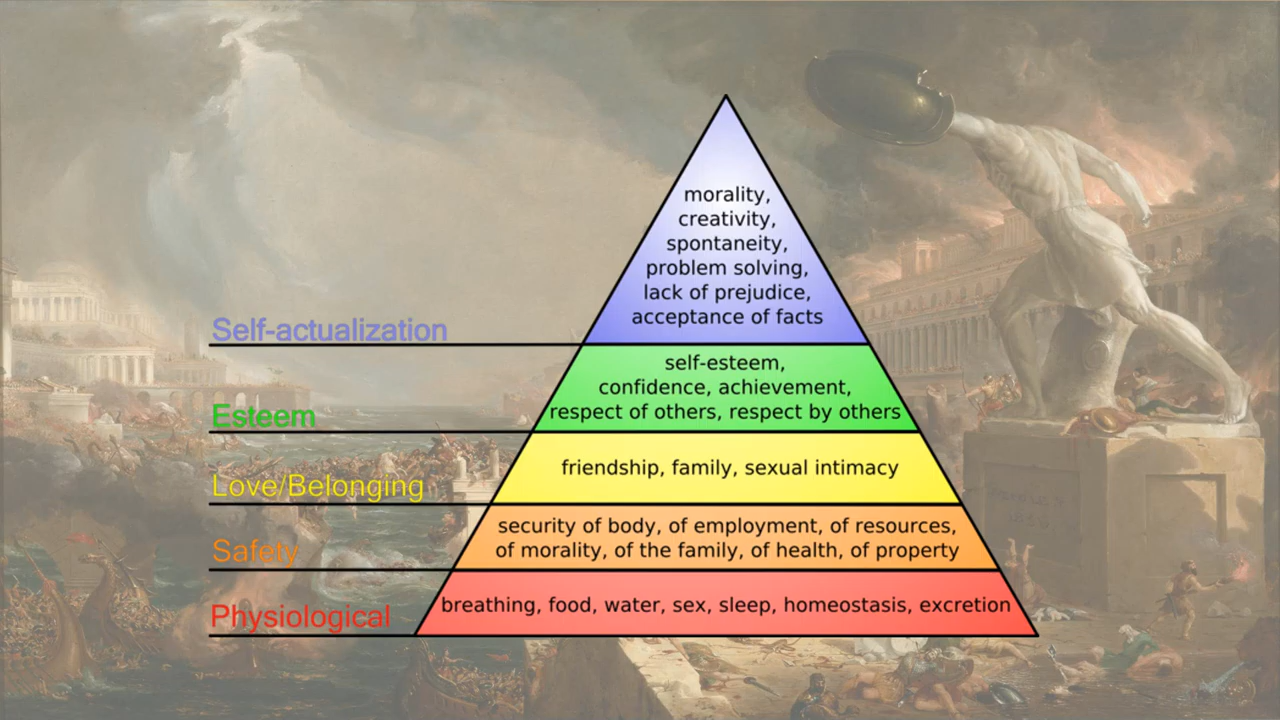 morality,
creativity,
spontaneity,
problem solving,
lack of prejudice,
acceptance of facts
Self-actualization
self-esteem,
confidence, achievement,
respect of others, respect by others
Esteem
friendship, family, sexual intimacy
Love/Belonging
security of body, of employment, of resources,
of morality, of the family, of health, of property
Safety
breathing, food, water, sex, sleep, homeostasis, excretion
Physiological